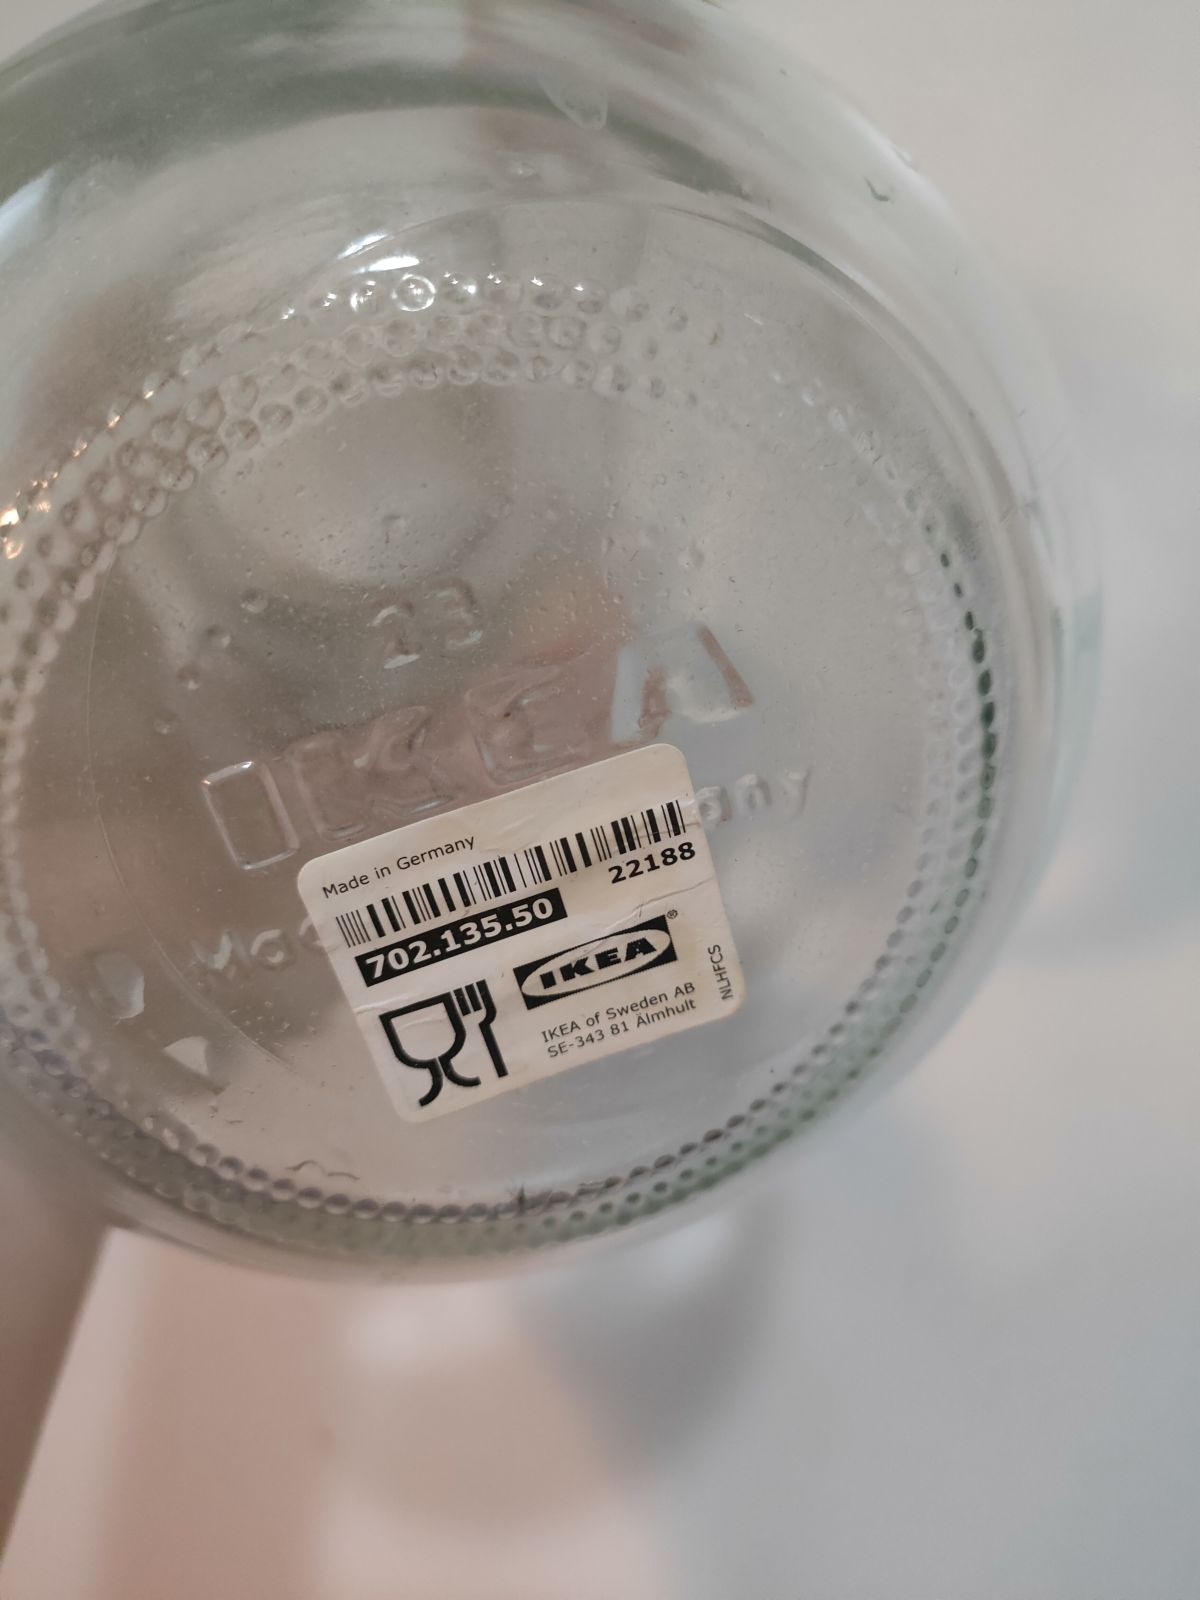 23
IKEA
Made in Germany
22188
702.135.50
IKEA®
IKEA of Sweden AB
SE-343 81 Älmhult
NLHFCS